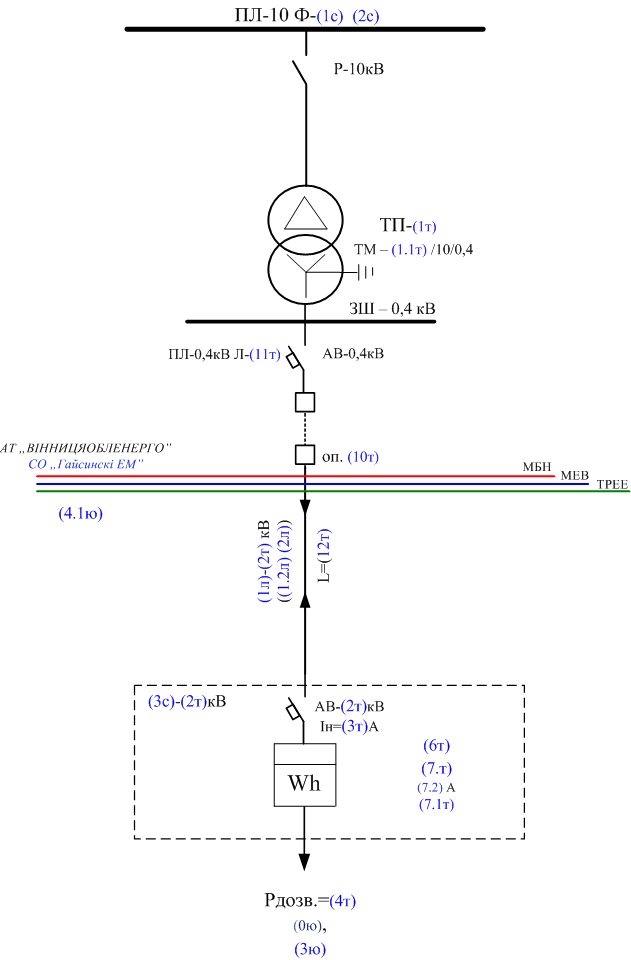 ПЛ-10 Ф-(1с) (2с)
Р-10кВ
ТП-(1т)
ТМ – (1.1т) /10/0,4
ЗШ – 0,4 кВ
ПЛ-0,4кВ Л-(11т)
АВ-0,4кВ
АТ „ВІННИЦЯОБЛЕНЕРГО”
СО „Гайсинскі ЕМ”
оп. (10т)
МБН
МЕВ
ТРЕЕ
(4.1ю)
(1л)-(2т) кВ
((1.2л) (2л))
L=(12т)
(3с)-(2т)кВ
АВ-(2т)кВ
Ін=(3т)А
Wh
(6т)
(7.т)
(7.2) А
(7.1т)
Рдозв.=(4т)
(0ю),
(3ю)